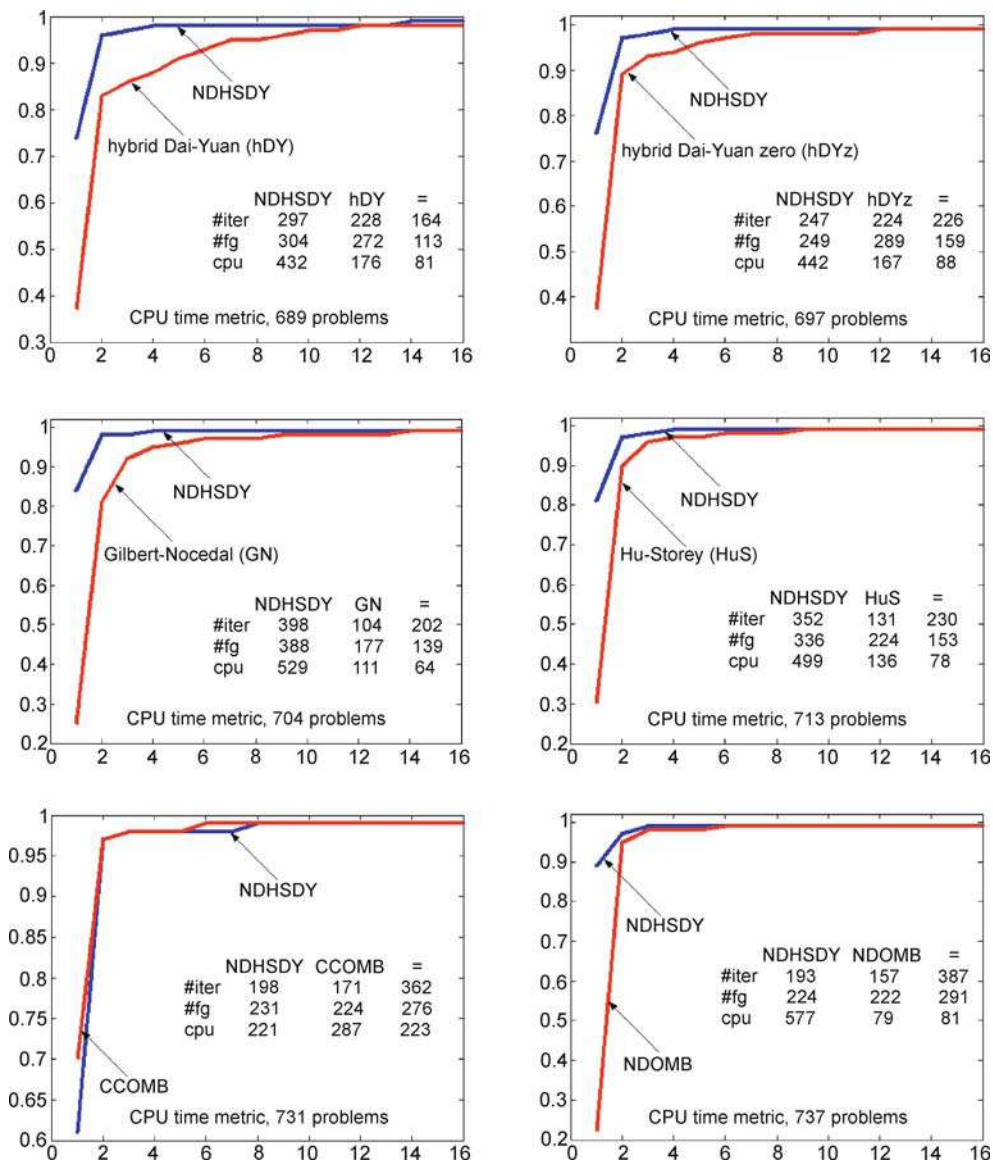 1
0.9
0.8
0.7
0.6
0.5
0.4
0.3
0 2 4 6 8 10 12 14 16
NDHSDY
hybrid Dai-Yuan (hDY)
NDHSDY hDY =
#iter 297 228 164
#fg 304 272 113
cpu 432 176 81
CPU time metric, 689 problems
1
0.9
0.8
0.7
0.6
0.5
0.4
0 2 4 6 8 10 12 14 16
NDHSDY
hybrid Dai-Yuan zero (hDYz)
NDHSDY hDYz =
#iter 247 224 226
#fg 249 289 159
cpu 442 167 88
CPU time metric, 697 problems
1
0.9
0.8
0.7
0.6
0.5
0.4
0.3
0.2
0 2 4 6 8 10 12 14 16
NDHSDY
Gilbert-Nocedal (GN)
NDHSDY GN =
#iter 398 104 202
#fg 388 177 139
cpu 529 111 64
CPU time metric, 704 problems
1
0.9
0.8
0.7
0.6
0.5
0.4
0.3
0.2
0 2 4 6 8 10 12 14 16
NDHSDY
Hu-Storey (HuS)
NDHSDY HuS =
#iter 352 131 230
#fg 336 224 153
cpu 499 136 78
CPU time metric, 713 problems
1
0.95
0.9
0.85
0.8
0.75
0.7
0.65
0.6
0 2 4 6 8 10 12 14 16
NDHSDY
NDHSDY CCOMB =
#iter 198 171 362
#fg 231 224 276
cpu 221 287 223
CCOMB
CPU time metric, 731 problems
1
0.9
0.8
0.7
0.6
0.5
0.4
0.3
0.2
0 2 4 6 8 10 12 14 16
NDHSDY
NDHSDY NDOMB =
#iter 193 157 387
#fg 224 222 291
cpu 577 79 81
NDOMB
CPU time metric, 737 problems